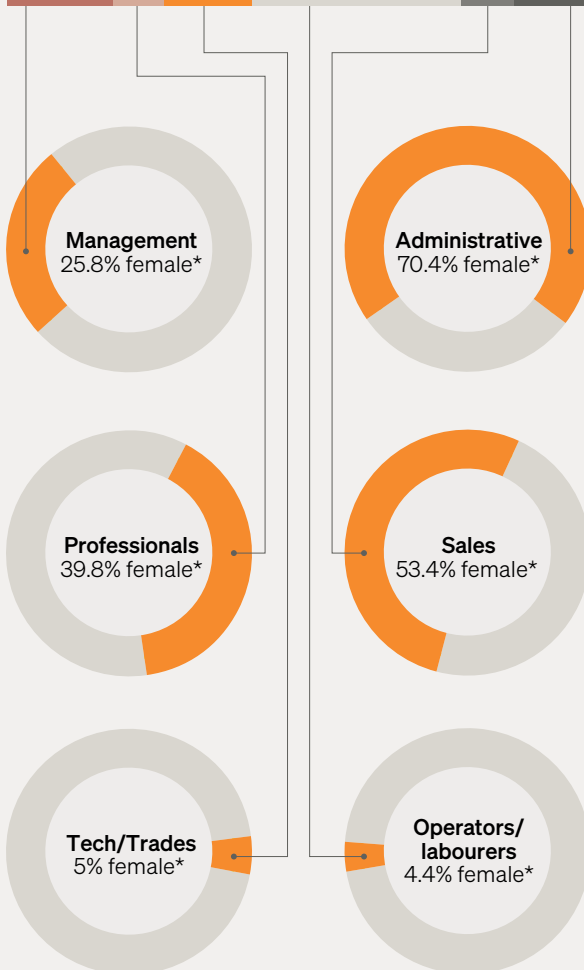 Management
25.8% female*
Administrative
70.4% female*
Professionals
39.8% female*
Sales
53.4% female*
Tech/Trades
5% female*
Operators/
labourers
4.4% female*